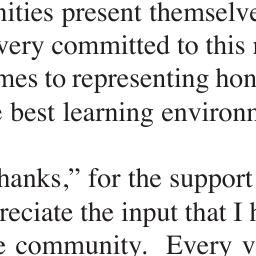 nities present themselve
very committed to this
mes to representing hon
best learning environn
hanks,” for the support
reciate the input that I
community. Every v